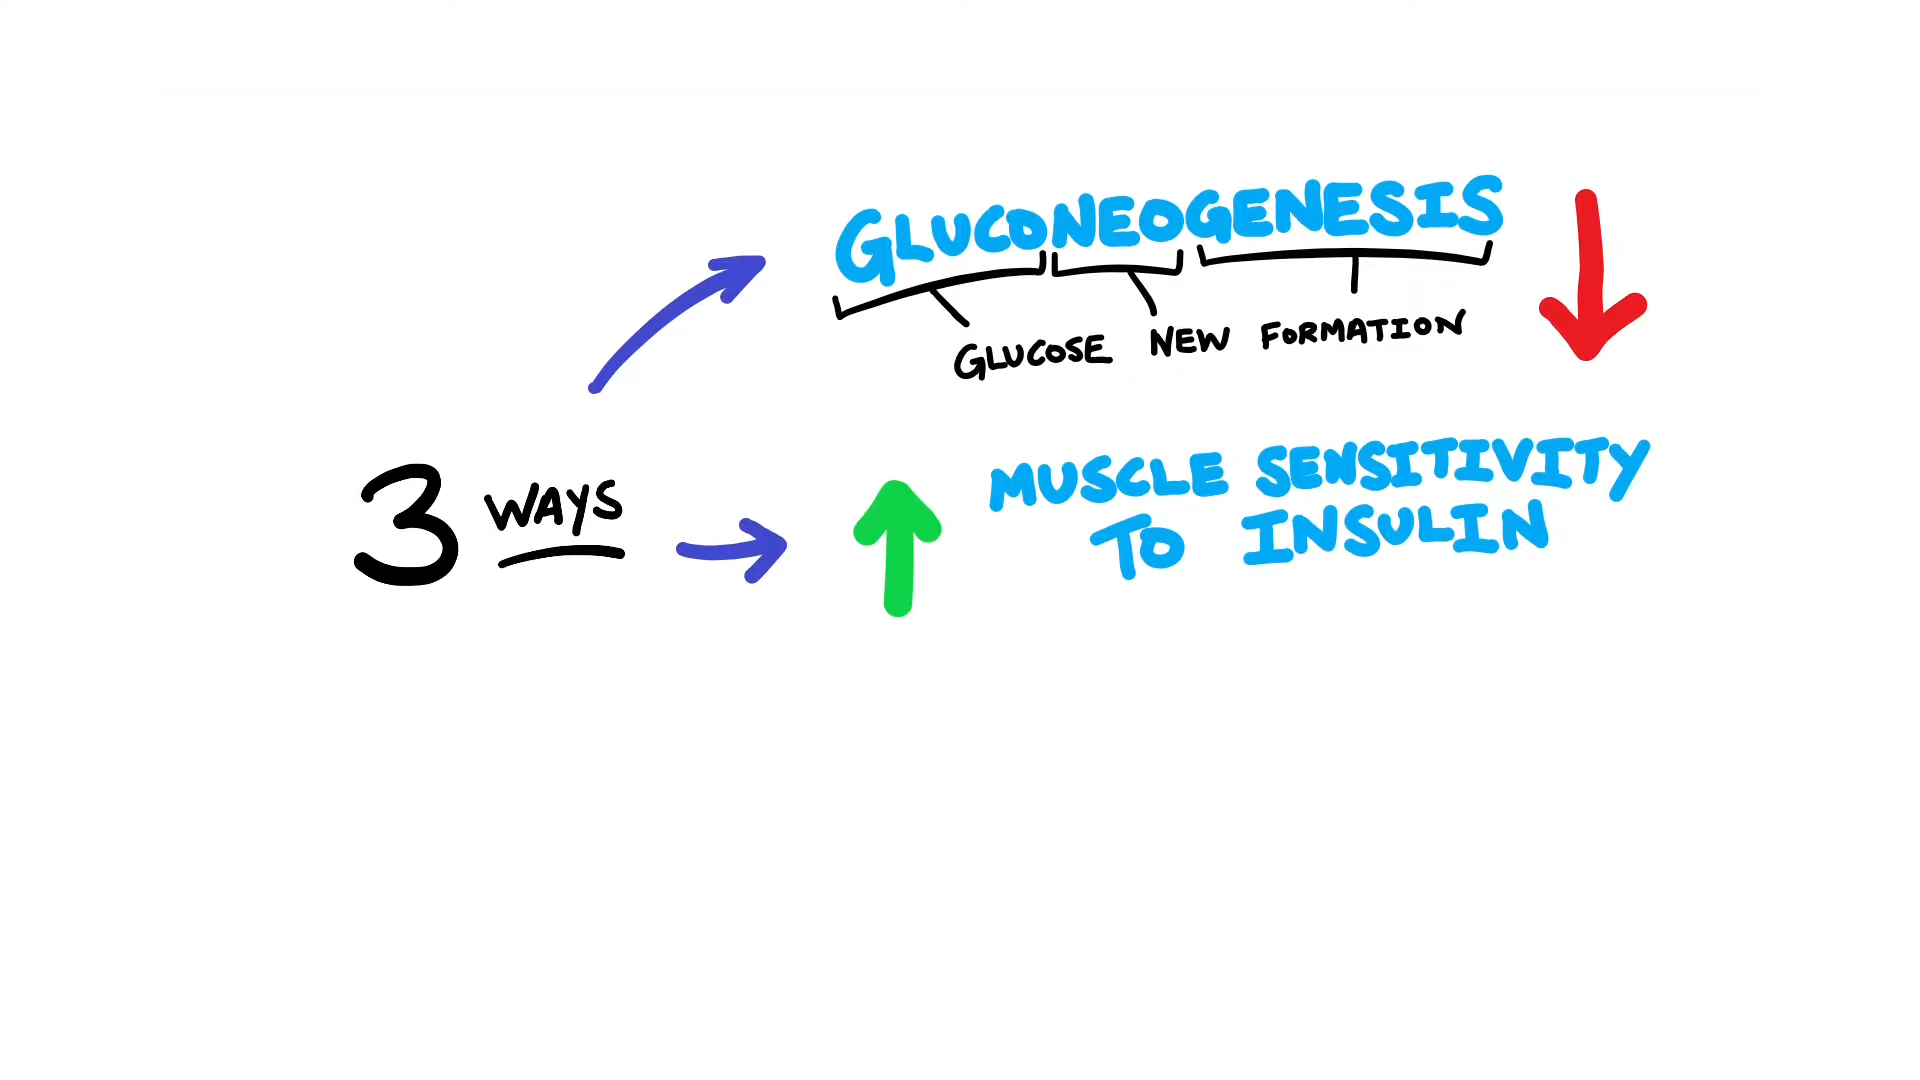 GLUCONEOGENESIS
GLUCOSE NEW FORMATION
3 WAYS
MUSCLE SENSITIVITY
TO INSULIN